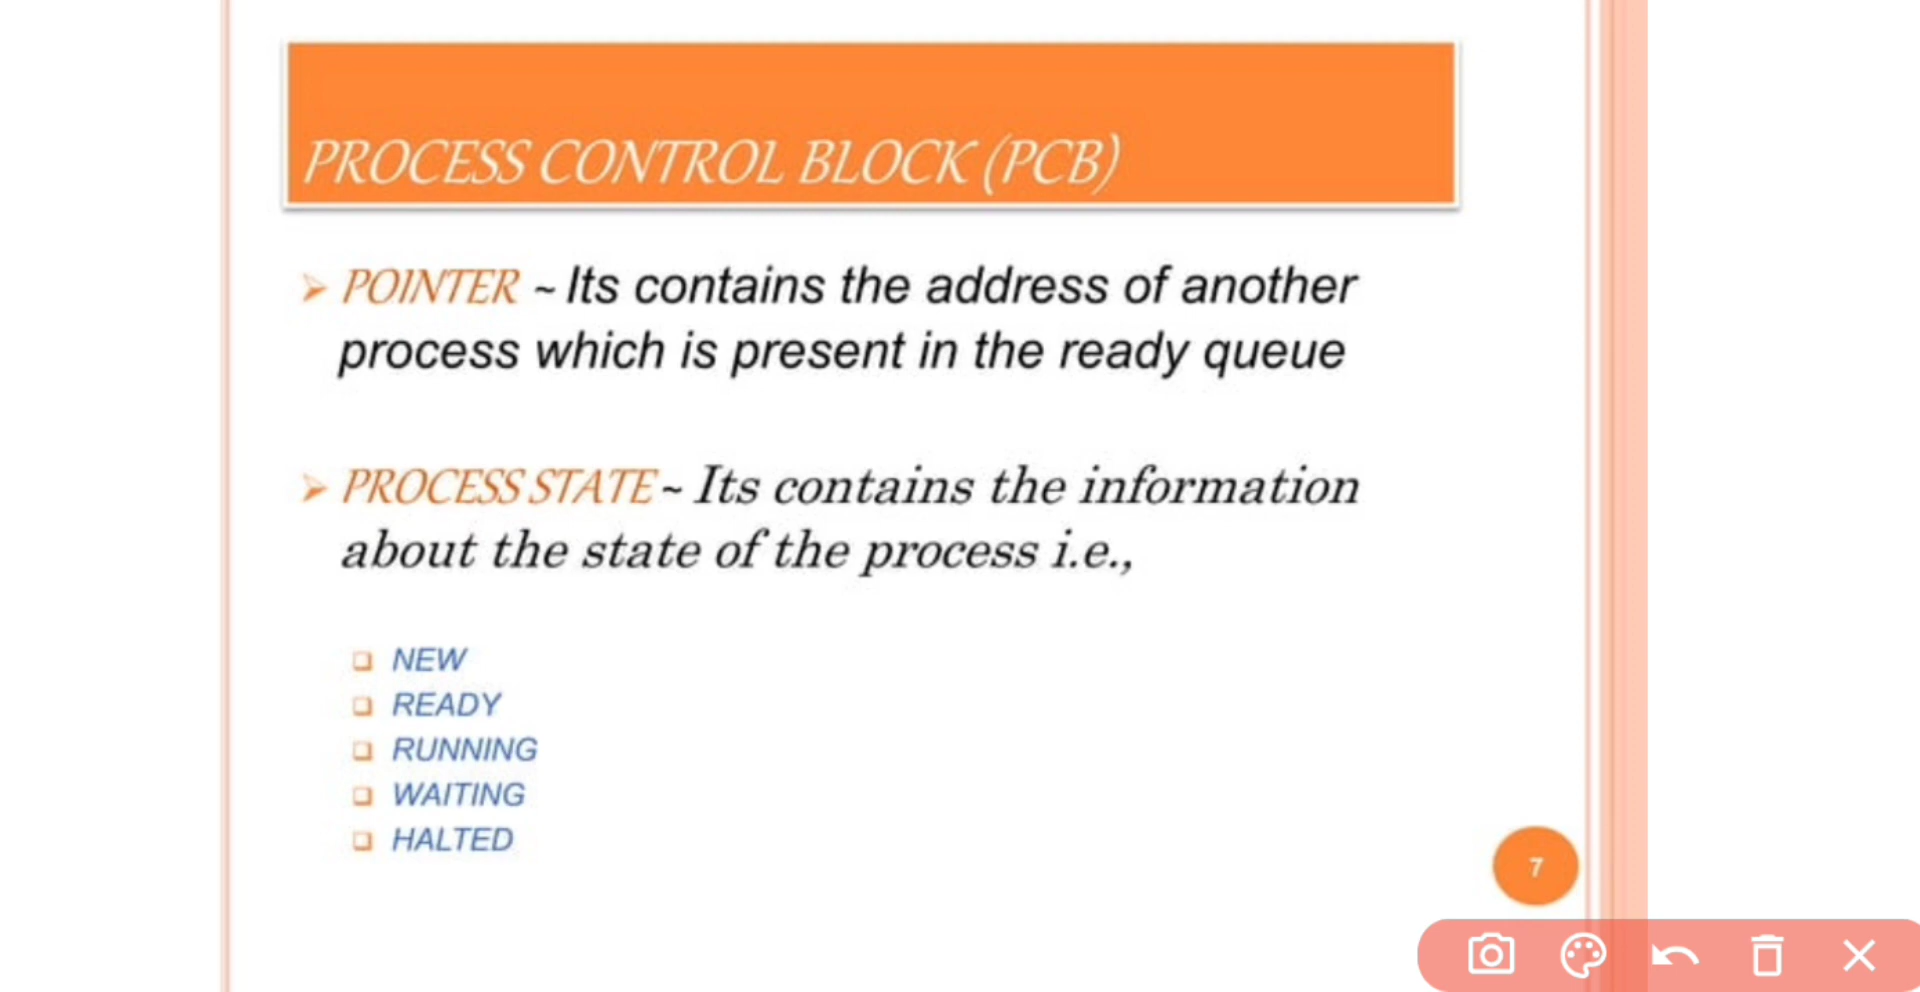 PROCESS CONTROL BLOCK (PCB)
POINTER ~ Its contains the address of another
process which is present in the ready queue
PROCESS STATE ~ Its contains the information
about the state of the process i.e.,
NEW
READY
RUNNING
WAITING
HALTED
7